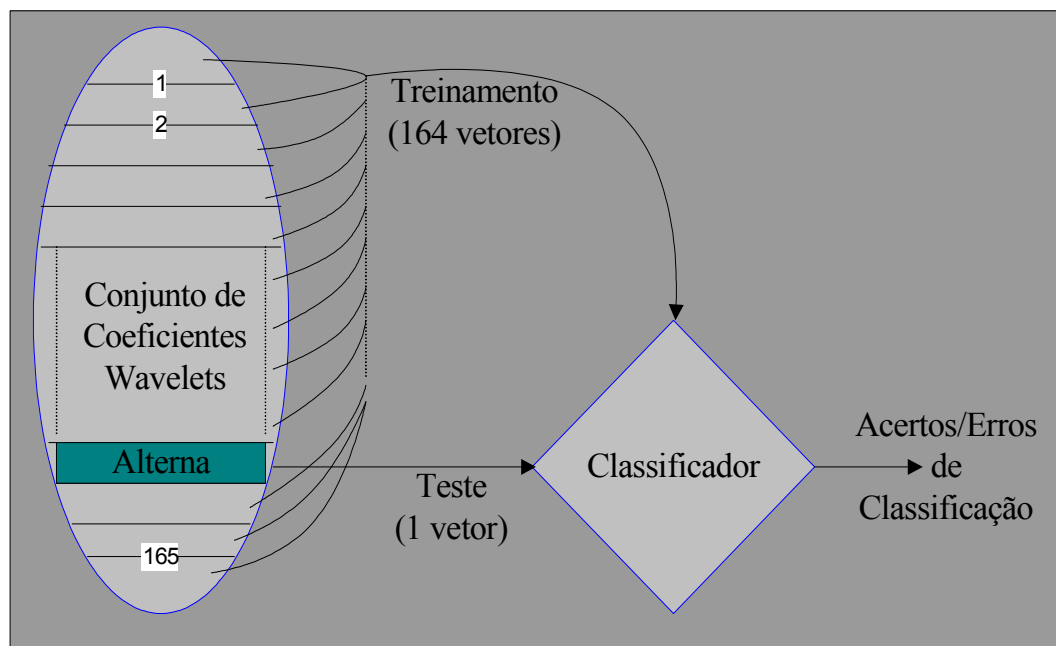 1
2
Treinamento
(164 vetores)
Conjunto de
Coeficientes
Wavelets
Alterna
165
Teste
(1 vetor)
Classificador
Acertos/Erros
de
Classificação